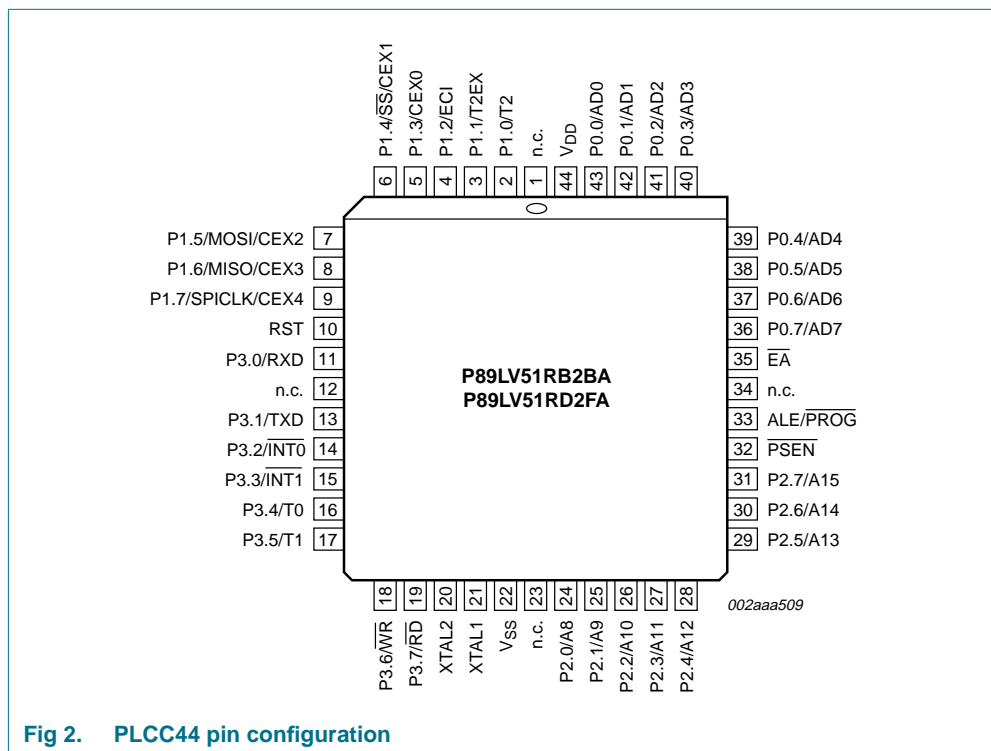 P1.4/S̅S̅/CEX1
P1.3/CEX0
P1.2/ECI
P1.1/T2EX
P1.0/T2
n.c.
VDD
P0.0/AD0
P0.1/AD1
P0.2/AD2
P0.3/AD3
6 5 4 3 2 1 44 43 42 41 40
P1.5/MOSI/CEX2 7
P1.6/MISO/CEX3 8
P1.7/SPICLK/CEX4 9
RST 10
P3.0/RXD 11
n.c. 12
P3.1/TXD 13
P3.2/I̅N̅T̅0̅ 14
P3.3/I̅N̅T̅1̅ 15
P3.4/T0 16
P3.5/T1 17
P89LV51RB2BA
P89LV51RD2FA
39 P0.4/AD4
38 P0.5/AD5
37 P0.6/AD6
36 P0.7/AD7
35 E̅A̅
34 n.c.
33 ALE/P̅R̅O̅G̅
32 P̅S̅E̅N̅
31 P2.7/A15
30 P2.6/A14
29 P2.5/A13
18 19 20 21 22 23 24 25 26 27 28
P3.6/W̅R̅
P3.7/R̅D̅
XTAL2
XTAL1
VSS
n.c.
P2.0/A8
P2.1/A9
P2.2/A10
P2.3/A11
P2.4/A12
002aaa509
Fig 2. PLCC44 pin configuration